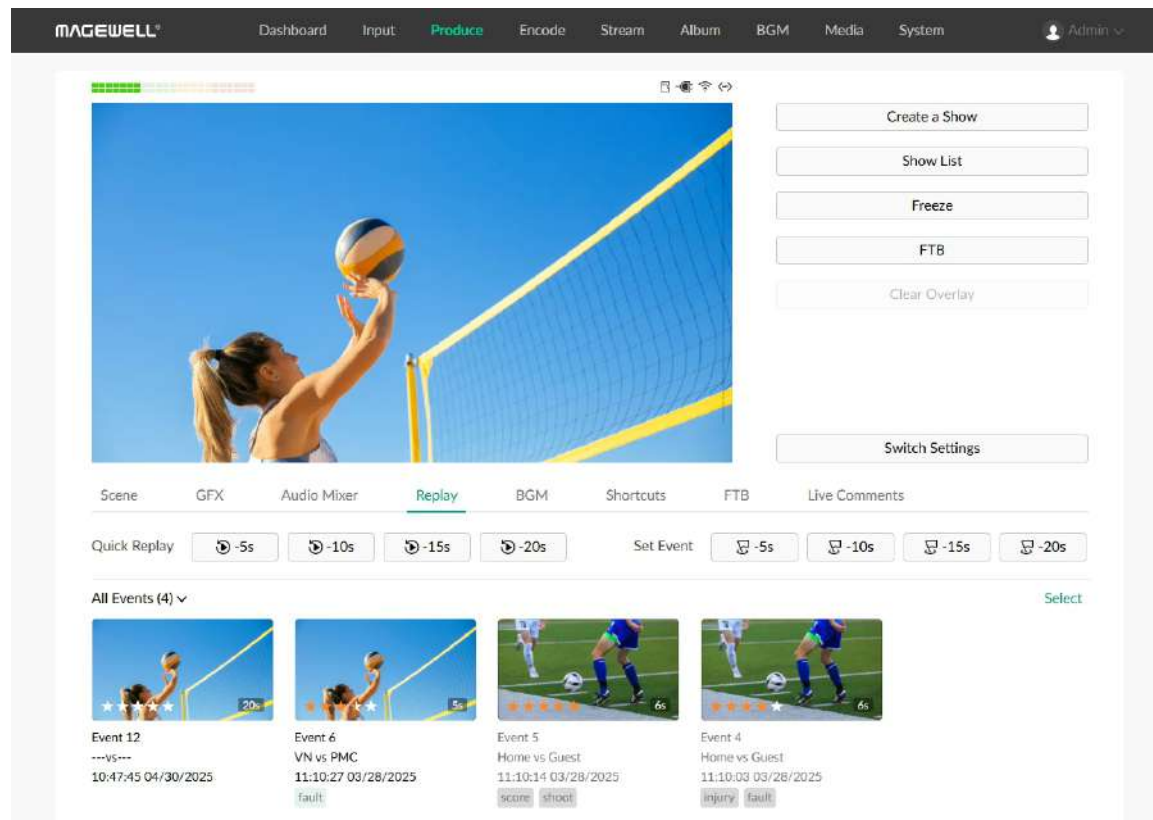 MAGEWELL®
Dashboard Input Produce Encode Stream Album BGM Media System Admin
Create a Show
Show List
Freeze
FTB
Clear Overlay
Switch Settings
Scene GFX Audio Mixer Replay BGM Shortcuts FTB Live Comments
Quick Replay -5s -10s -15s -20s Set Event -5s -10s -15s -20s
All Events (4) Select
20s 5s 6s 6s
Event 12 Event 6 Event 5 Event 4
---vs--- VN vs PMC Home vs Guest Home vs Guest
10:47:45 04/30/2025 11:10:27 03/28/2025 11:10:14 03/28/2025 11:10:03 03/28/2025
fault score shoot injury fault